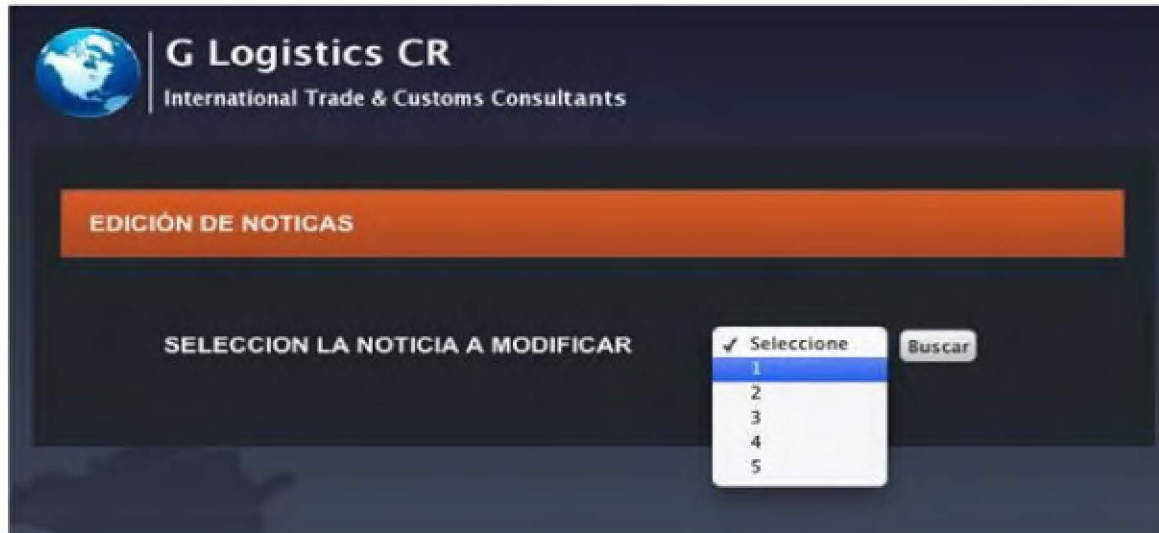 G Logistics CR
International Trade & Customs Consultants
EDICIÓN DE NOTICAS
SELECCION LA NOTICIA A MODIFICAR
✓ Seleccione
Buscar
1
2
3
4
5